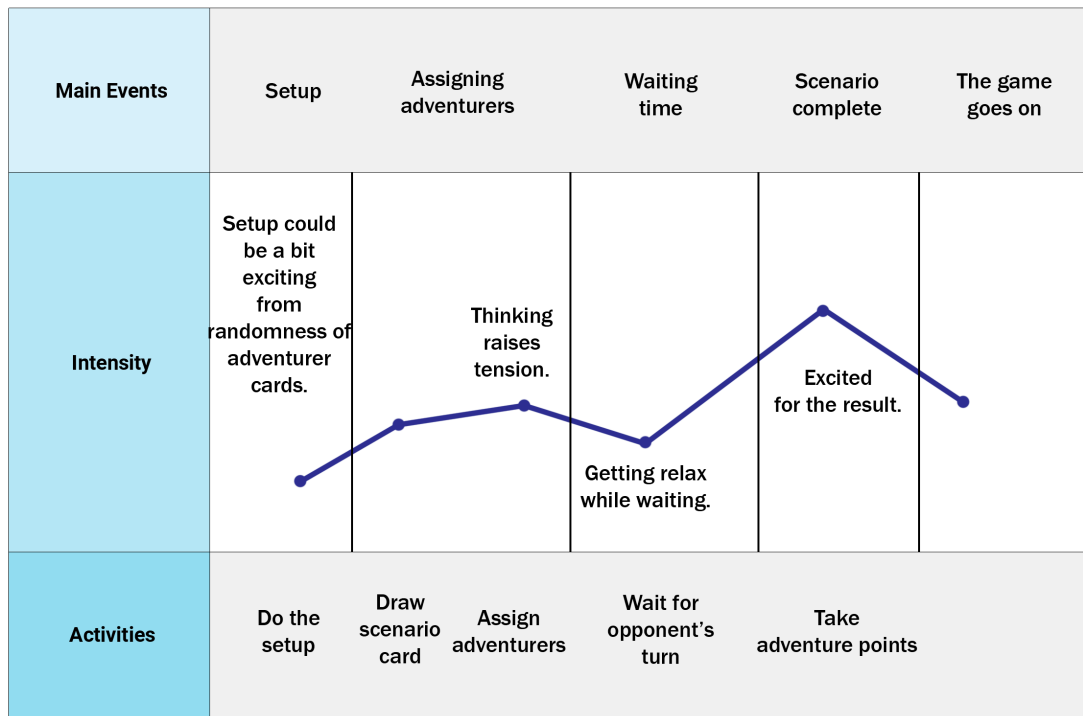 Main Events
Setup
Assigning
adventurers
Waiting
time
Scenario
complete
The game
goes on
Intensity
Setup could
be a bit
exciting
from
randomness of
adventurer
cards.
Thinking
raises
tension.
Getting relax
while waiting.
Excited
for the result.
Activities
Do the
setup
Draw
scenario
card
Assign
adventurers
Wait for
opponent’s
turn
Take
adventure points